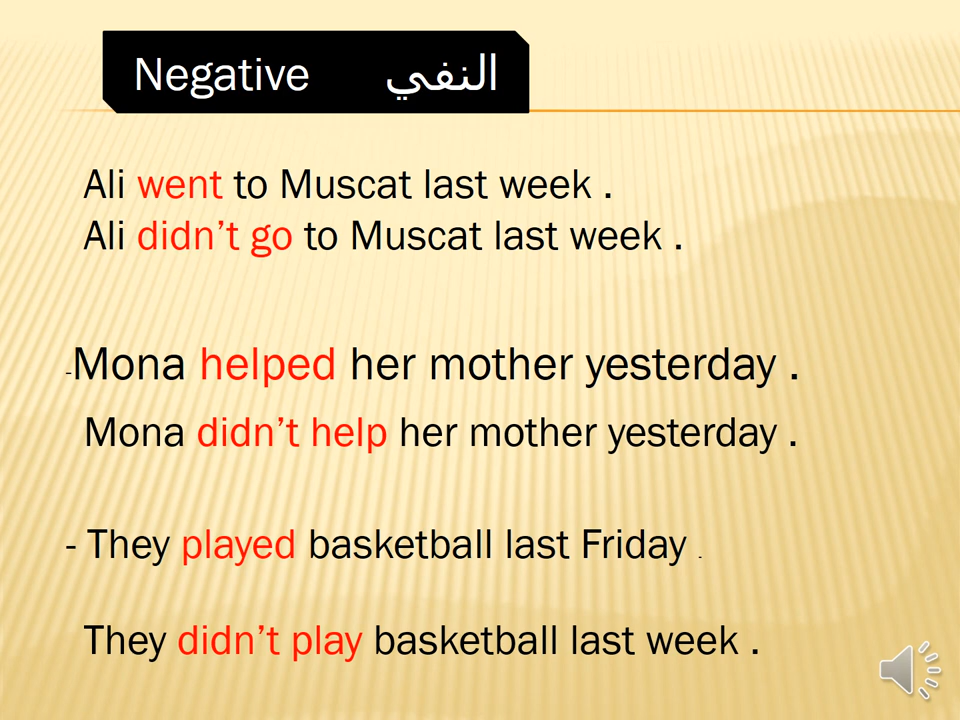 Negative النفي
Ali went to Muscat last week .
Ali didn’t go to Muscat last week .
-Mona helped her mother yesterday .
Mona didn’t help her mother yesterday .
- They played basketball last Friday .
They didn’t play basketball last week .